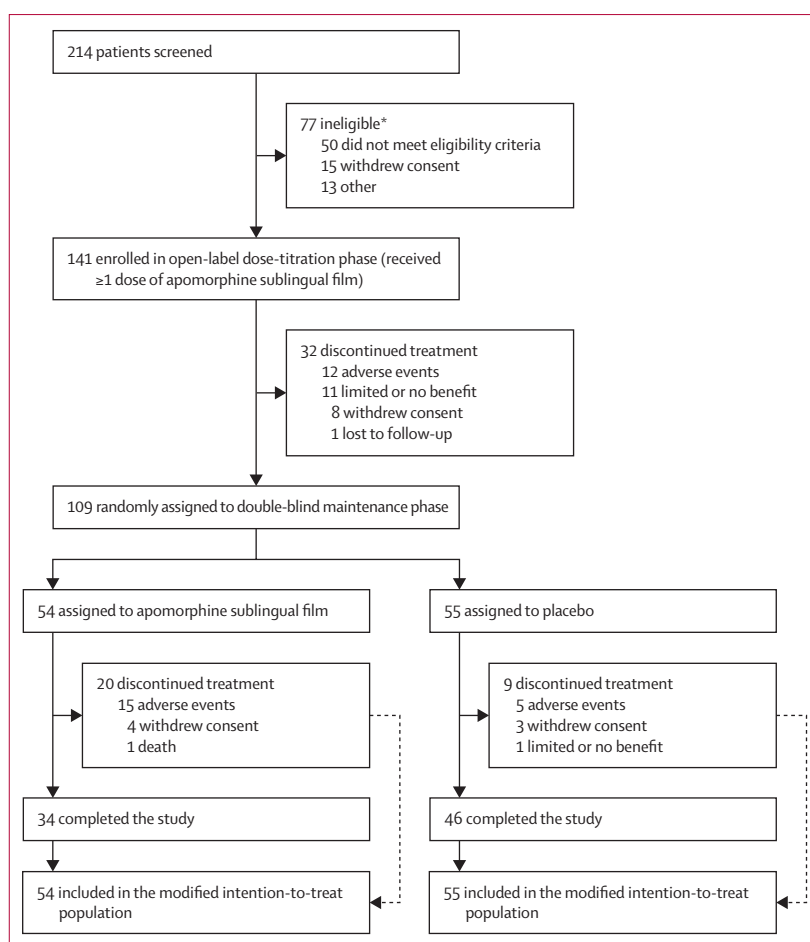 214 patients screened
77 ineligible*
50 did not meet eligibility criteria
15 withdrew consent
13 other
141 enrolled in open-label dose-titration phase (received
≥1 dose of apomorphine sublingual film)
32 discontinued treatment
12 adverse events
11 limited or no benefit
8 withdrew consent
1 lost to follow-up
109 randomly assigned to double-blind maintenance phase
54 assigned to apomorphine sublingual film
55 assigned to placebo
20 discontinued treatment
15 adverse events
4 withdrew consent
1 death
9 discontinued treatment
5 adverse events
3 withdrew consent
1 limited or no benefit
34 completed the study
46 completed the study
54 included in the modified intention-to-treat
population
55 included in the modified intention-to-treat
population